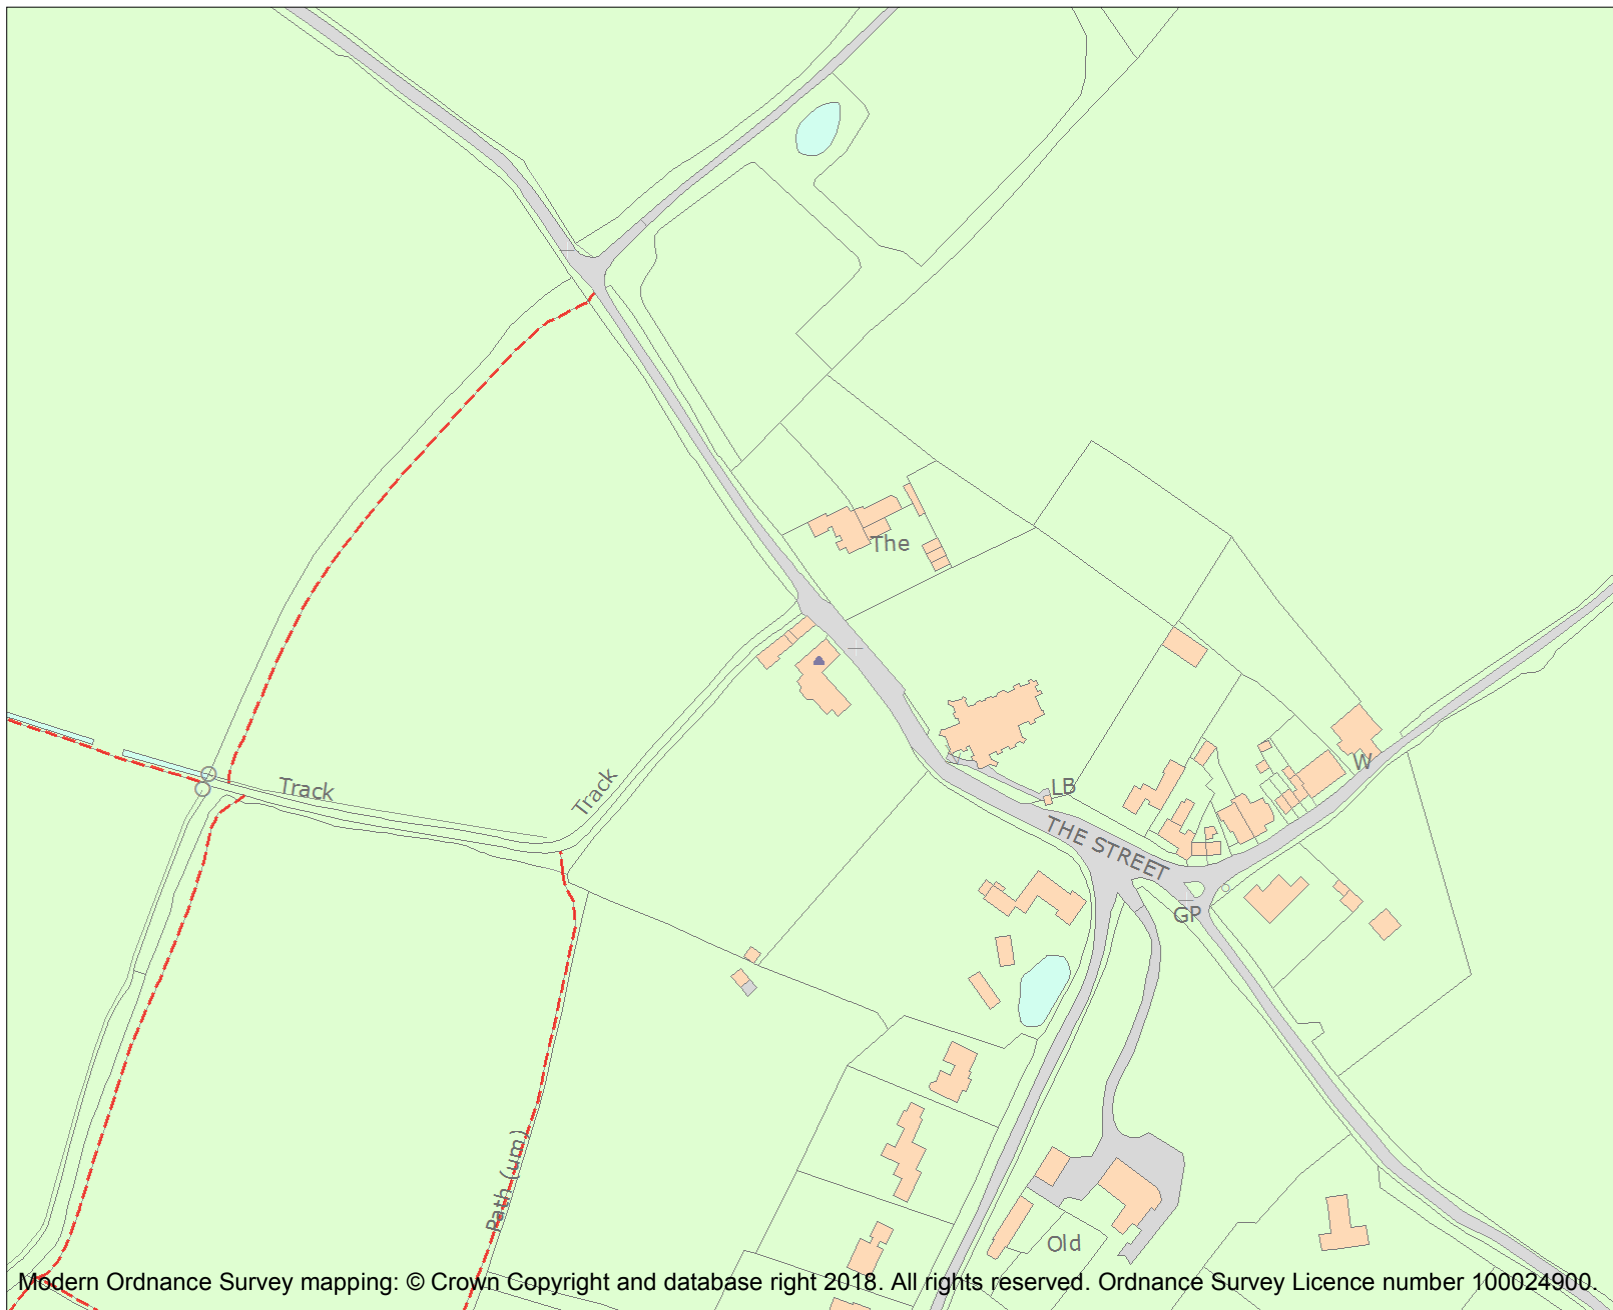 The
Track
Track
LB
W
THE STREET
GP
Path (um)
Old
Modern Ordnance Survey mapping: © Crown Copyright and database right 2018. All rights reserved. Ordnance Survey Licence number 100024900.